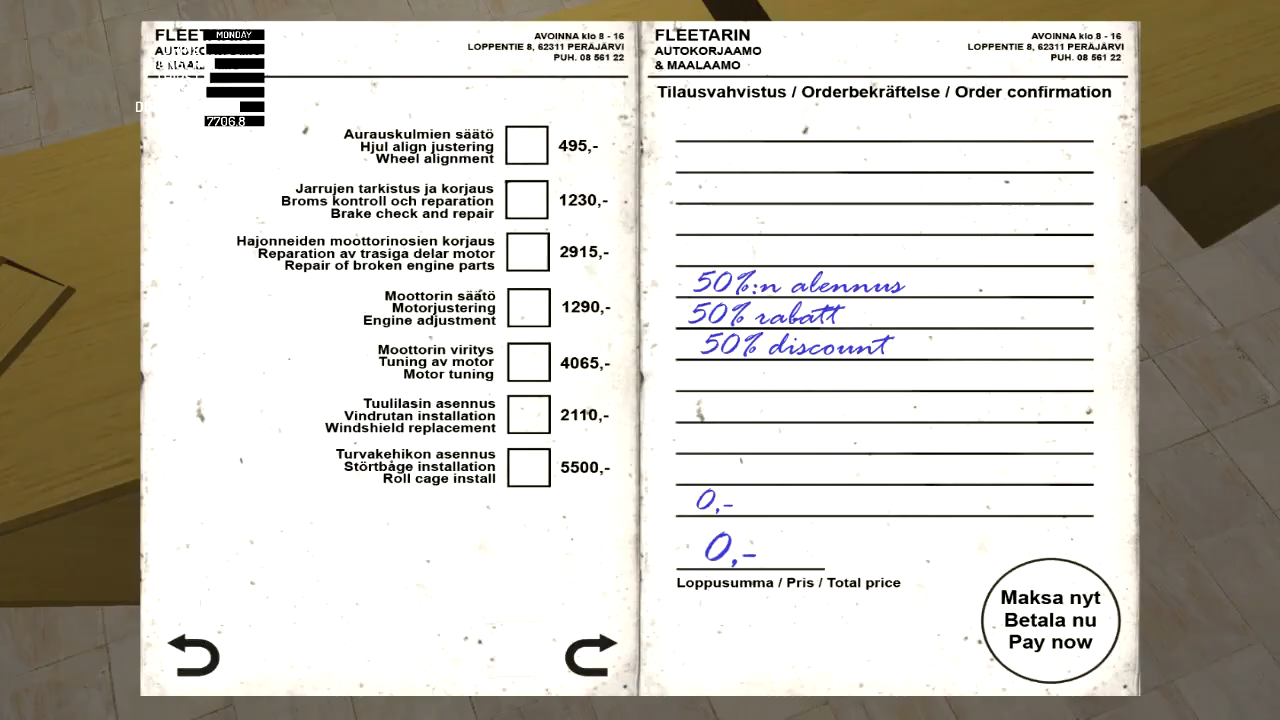 MONDAY
7706.8
AVOINNA klo 8 - 16
LOPPENTIE 8, 62311 PERÄJÄRVI
PUH. 08 561 22
Aurauskulmien säätö
Hjul align justering
Wheel alignment
495,-
Jarrujen tarkistus ja korjaus
Broms kontroll och reparation
Brake check and repair
1230,-
Hajonneiden moottorinosien korjaus
Reparation av trasiga delar motor
Repair of broken engine parts
2915,-
Moottorin säätö
Motorjustering
Engine adjustment
1290,-
Moottorin viritys
Tuning av motor
Motor tuning
4065,-
Tuulilasin asennus
Vindrutan installation
Windshield replacement
2110,-
Turvakehikon asennus
Störtbåge installation
Roll cage install
5500,-
FLEETARIN
AUTOKORJAAMO
& MAALAAMO
AVOINNA klo 8 - 16
LOPPENTIE 8, 62311 PERÄJÄRVI
PUH. 08 561 22
Tilausvahvistus / Orderbekräftelse / Order confirmation
50%:n alennus
50% rabatt
50% discount
0,-
0,-
Loppusumma / Pris / Total price
Maksa nyt
Betala nu
Pay now